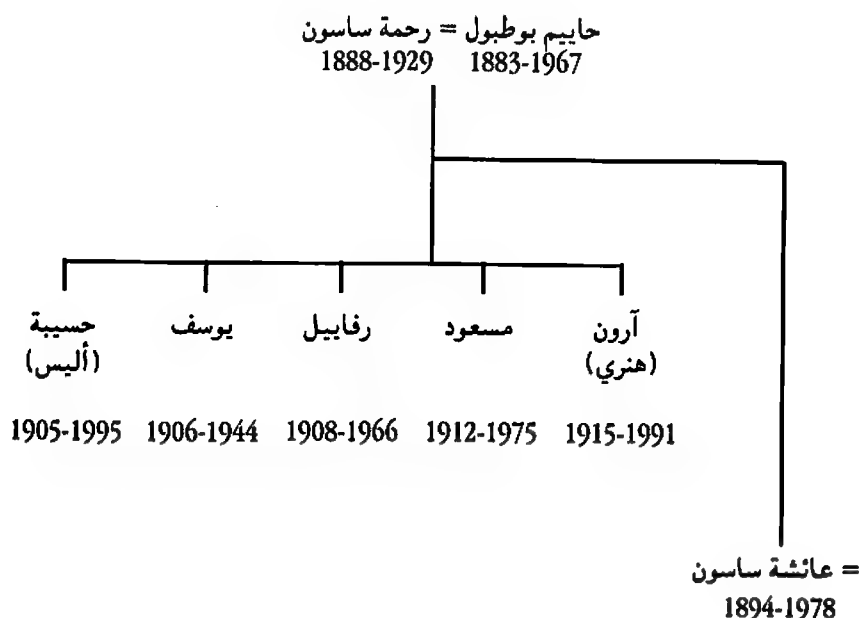 حاييم بوطبول = رحمة ساسون
1883-1967 1888-1929
آرون مسعود رفاييل يوسف حسيبة
(هنري) (أليس)
1905-1995 1906-1944 1908-1966 1912-1975 1915-1991
= عائشة ساسون
1894-1978